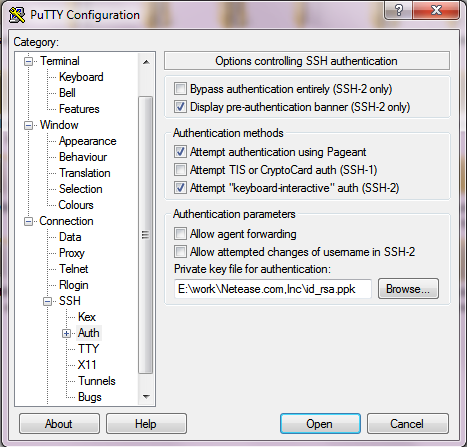 PuTTY Configuration
Category:
Terminal
Keyboard
Bell
Features
Window
Appearance
Behaviour
Translation
Selection
Colours
Connection
Data
Proxy
Telnet
Rlogin
SSH
Kex
Auth
TTY
X11
Tunnels
Bugs
Options controlling SSH authentication
Bypass authentication entirely (SSH-2 only)
Display pre-authentication banner (SSH-2 only)
Authentication methods
Attempt authentication using Pageant
Attempt TIS or CryptoCard auth (SSH-1)
Attempt "keyboard-interactive" auth (SSH-2)
Authentication parameters
Allow agent forwarding
Allow attempted changes of username in SSH-2
Private key file for authentication:
E:\work\Netease.com,Inc\id_rsa.ppk Browse...
About Help Open Cancel